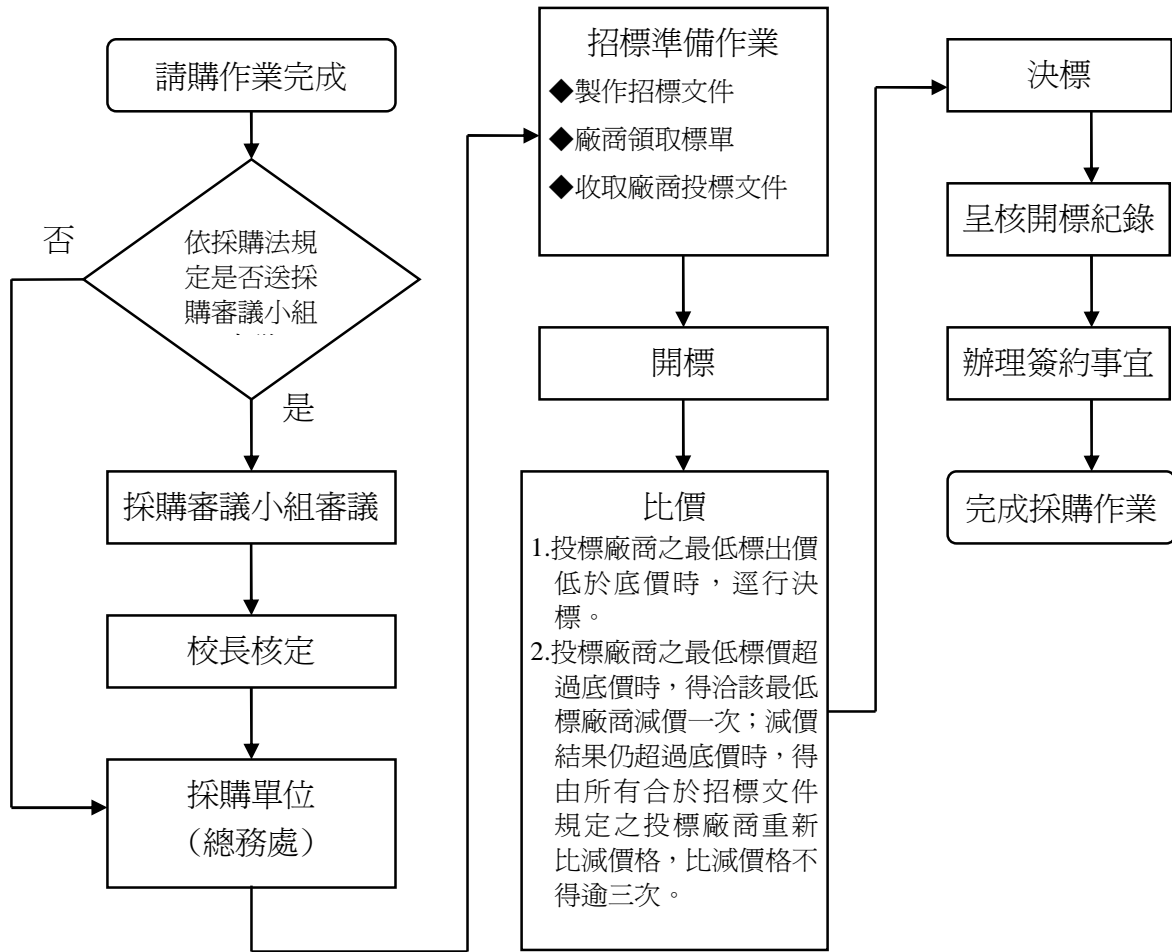 請購作業完成
否
依採購法規
定是否送採
購審議小組
是
採購審議小組審議
校長核定
採購單位
（總務處）
招標準備作業
◆製作招標文件
◆廠商領取標單
◆收取廠商投標文件
開標
比價
1.投標廠商之最低標出價
低於底價時，逕行決
標。
2.投標廠商之最低標價超
過底價時，得洽該最低
標廠商減價一次；減價
結果仍超過底價時，得
由所有合於招標文件
規定之投標廠商重新
比減價格，比減價格不
得逾三次。
決標
呈核開標紀錄
辦理簽約事宜
完成採購作業